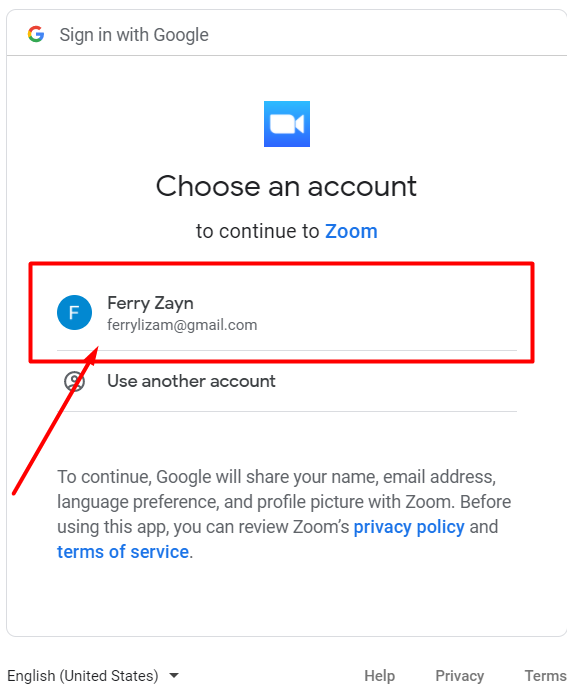 Sign in with Google
Choose an account
to continue to Zoom
F
Ferry Zayn
ferrylizam@gmail.com
Use another account
To continue, Google will share your name, email address,
language preference, and profile picture with Zoom. Before
using this app, you can review Zoom’s privacy policy and
terms of service.
English (United States) Help Privacy Terms